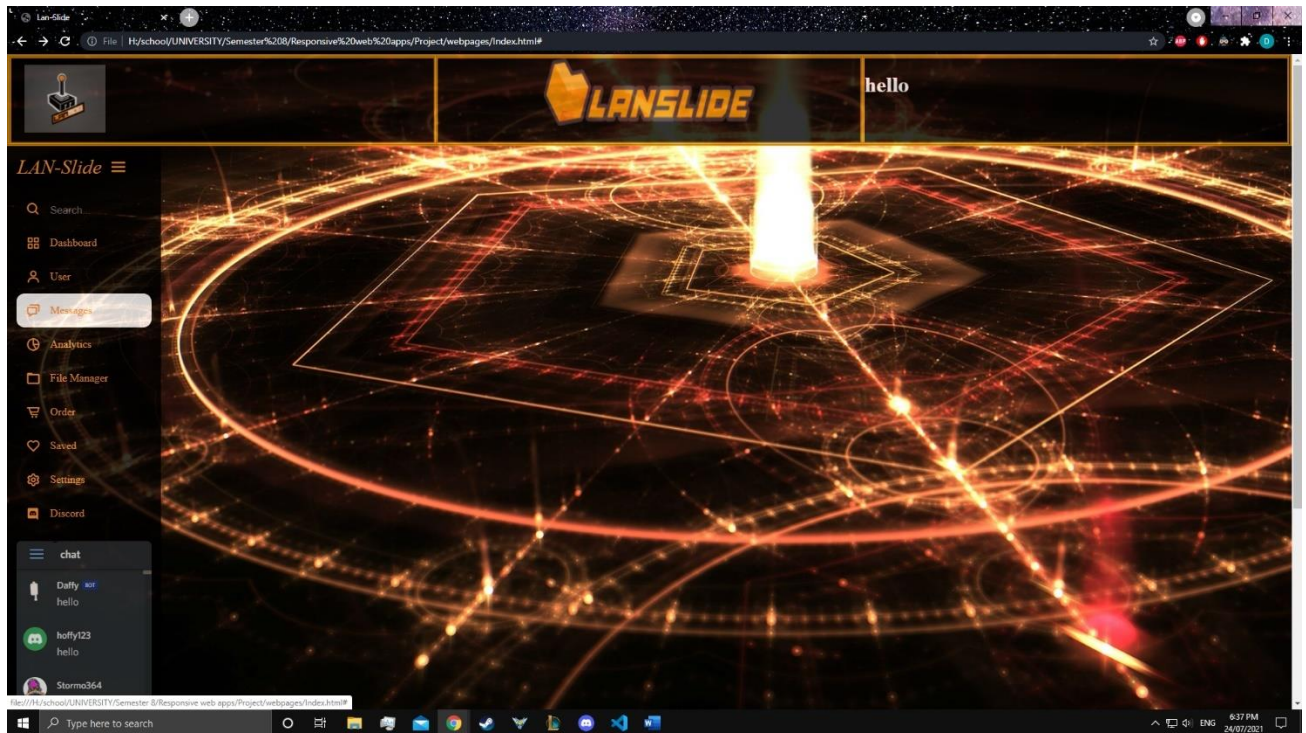 Lan-Slide
File | H:/school/UNIVERSITY/Semester%208/Responsive%20web%20apps/Project/webpages/Index.html#
ABP
D
LANSLIDE
hello
LAN-Slide
Search...
Dashboard
User
Messages
Analytics
File Manager
Order
Saved
Settings
Discord
chat
Daffy BOT
hello
hoffy123
hello
Stormo364
file:///H:/school/UNIVERSITY/Semester 8/Responsive web apps/Project/webpages/Index.html#
Type here to search
ENG
6:37 PM
24/07/2021